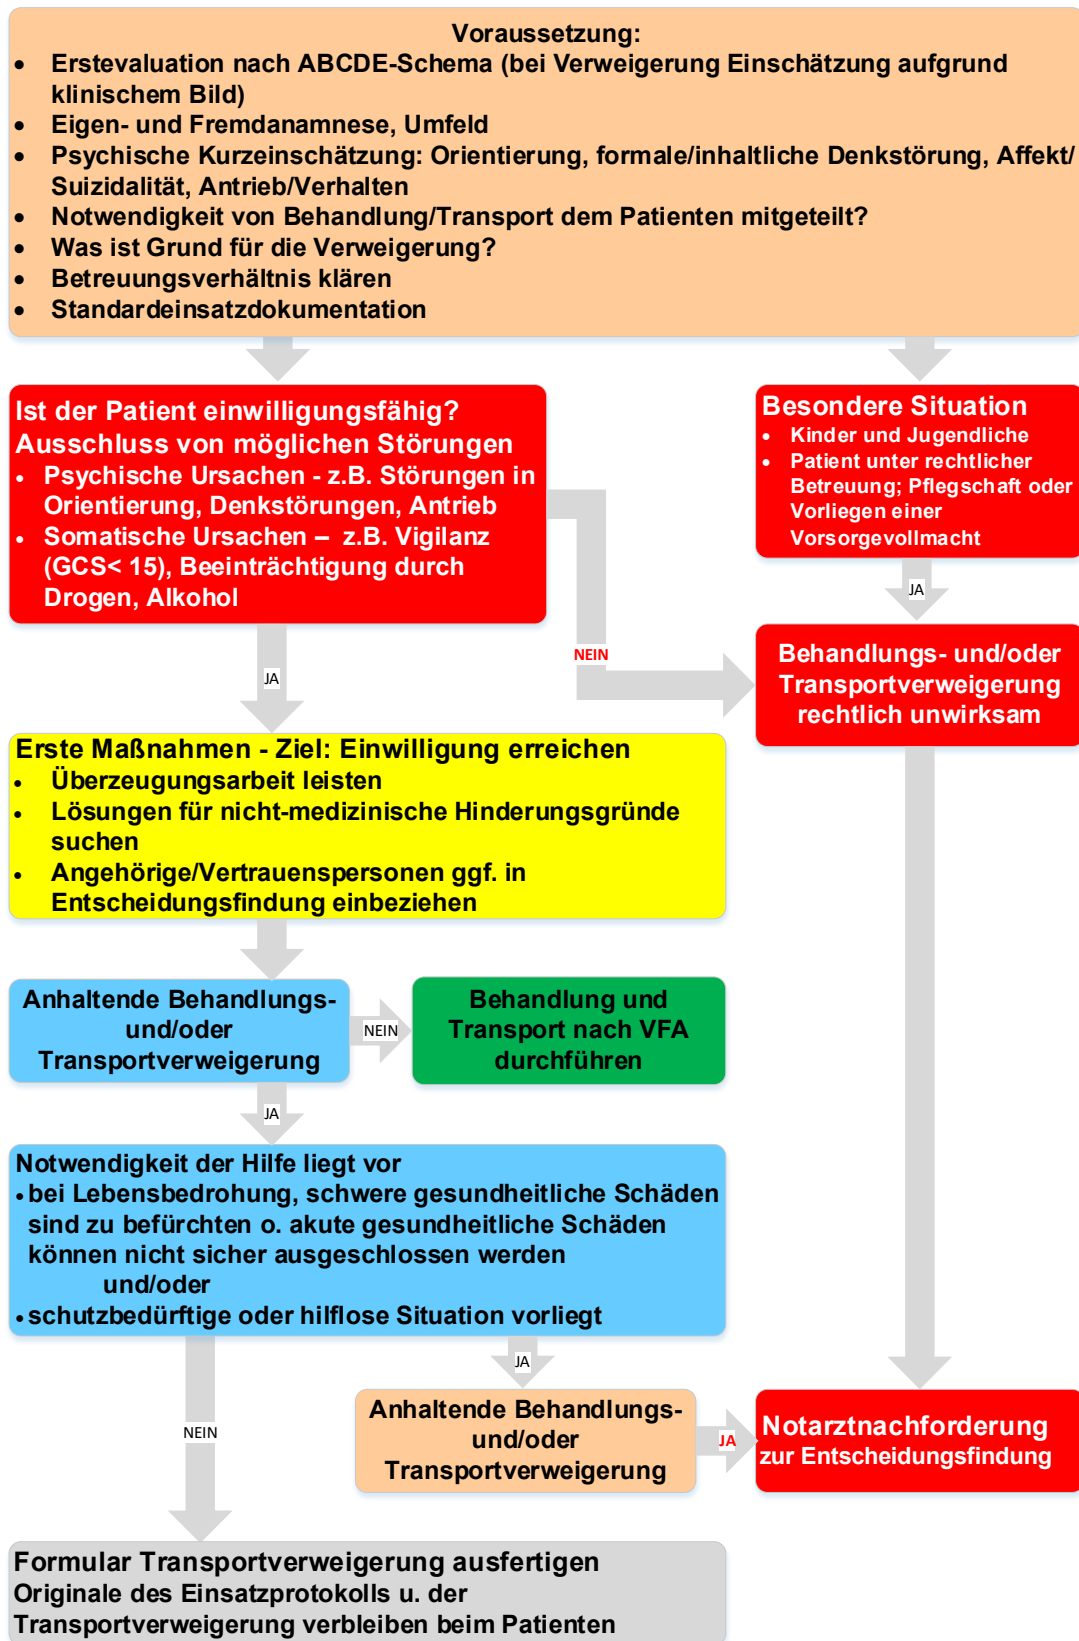 Voraussetzung:
• Erstevaluation nach ABCDE-Schema (bei Verweigerung Einschätzung aufgrund
klinischem Bild)
• Eigen- und Fremdanamnese, Umfeld
• Psychische Kurzeinschätzung: Orientierung, formale/inhaltliche Denkstörung, Affekt/
Suizidalität, Antrieb/Verhalten
• Notwendigkeit von Behandlung/Transport dem Patienten mitgeteilt?
• Was ist Grund für die Verweigerung?
• Betreuungsverhältnis klären
• Standardeinsatzdokumentation
Ist der Patient einwilligungsfähig?
Ausschluss von möglichen Störungen
• Psychische Ursachen - z.B. Störungen in
Orientierung, Denkstörungen, Antrieb
• Somatische Ursachen – z.B. Vigilanz
(GCS< 15), Beeinträchtigung durch
Drogen, Alkohol
Besondere Situation
• Kinder und Jugendliche
• Patient unter rechtlicher
Betreuung; Pflegschaft oder
Vorliegen einer
Vorsorgevollmacht
JA
NEIN
JA
Behandlungs- und/oder
Transportverweigerung
rechtlich unwirksam
Erste Maßnahmen - Ziel: Einwilligung erreichen
• Überzeugungsarbeit leisten
• Lösungen für nicht-medizinische Hinderungsgründe
suchen
• Angehörige/Vertrauenspersonen ggf. in
Entscheidungsfindung einbeziehen
Anhaltende Behandlungs-
und/oder
Transportverweigerung
NEIN
Behandlung und
Transport nach VFA
durchführen
JA
Notwendigkeit der Hilfe liegt vor
• bei Lebensbedrohung, schwere gesundheitliche Schäden
sind zu befürchten o. akute gesundheitliche Schäden
können nicht sicher ausgeschlossen werden
und/oder
• schutzbedürftige oder hilflose Situation vorliegt
JA
NEIN
Anhaltende Behandlungs-
und/oder
Transportverweigerung
JA
Notarztnachforderung
zur Entscheidungsfindung
Formular Transportverweigerung ausfertigen
Originale des Einsatzprotokolls u. der
Transportverweigerung verbleiben beim Patienten